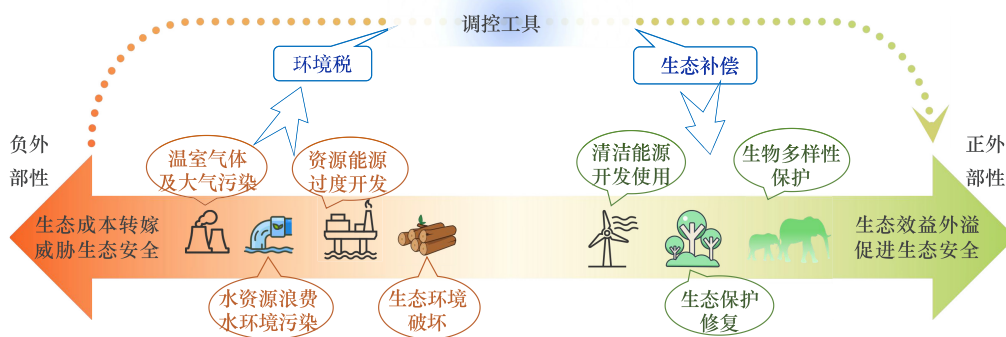 调控工具
环境税
生态补偿
负外
部性
正外
部性
温室气体
及大气污染
资源能源
过度开发
清洁能源
开发使用
生物多样性
保护
生态成本转嫁
威胁生态安全
生态效益外溢
促进生态安全
水资源浪费
水环境污染
生态环境
破坏
生态保护
修复